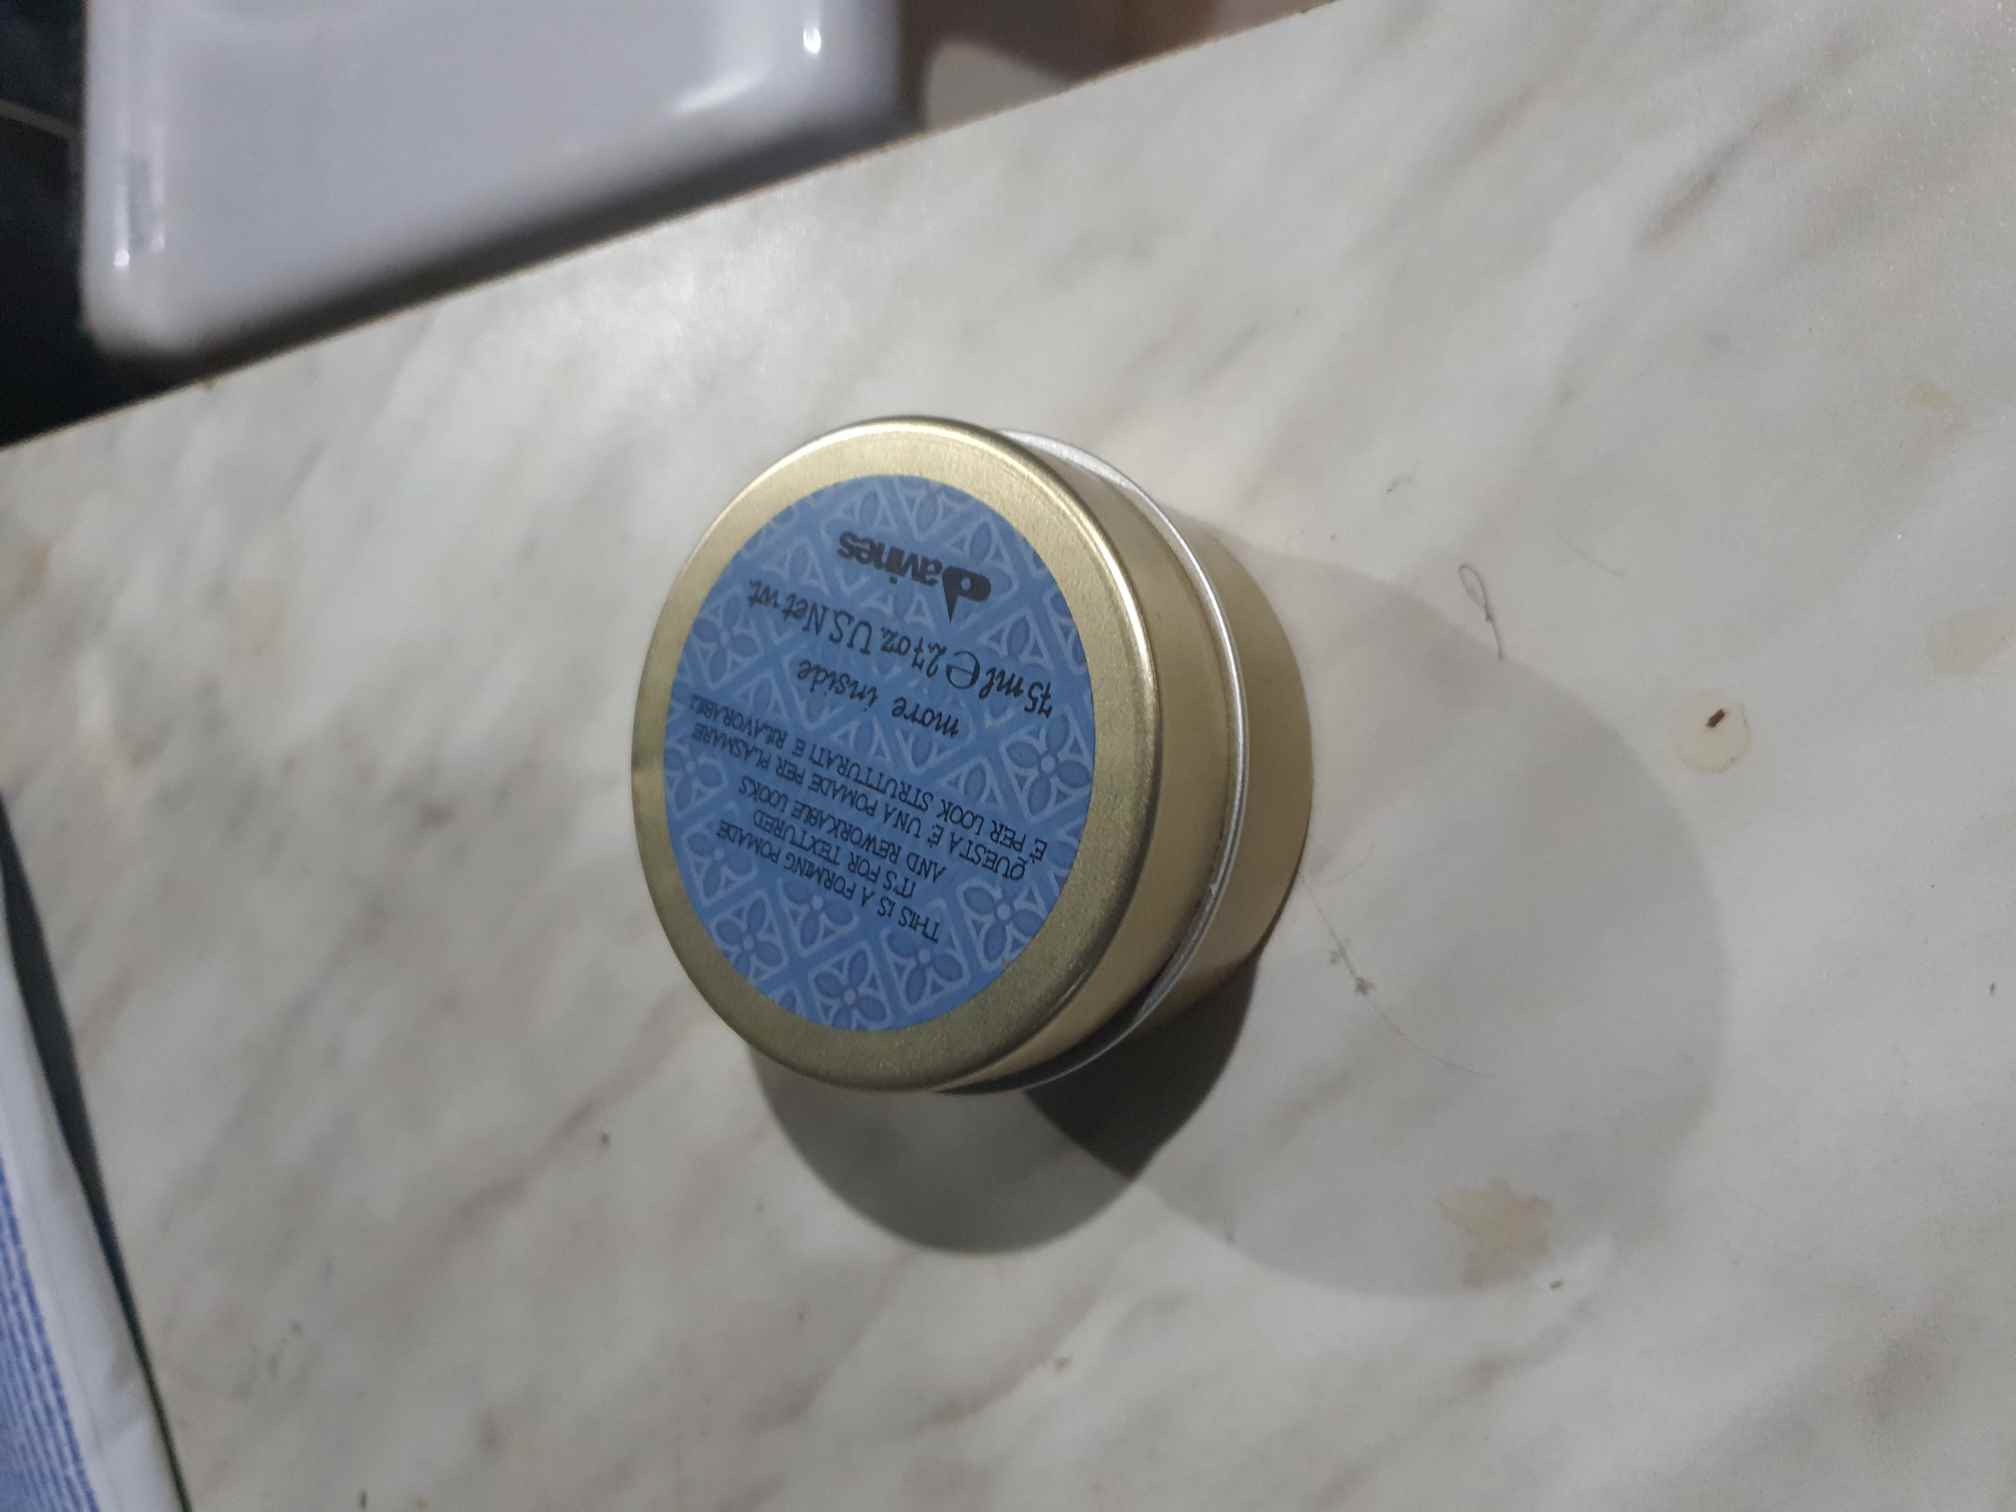 THIS IS A FORMING POMADE
IT'S FOR TEXTURED
AND REWORKABLE LOOKS
QUESTA È UNA POMADE PER PLASMARE
E' PER LOOK STRUTTURATI E RILAVORABILI
more inside
75 ml ℮ 2.7 oz. U.S. Net wt.
davines